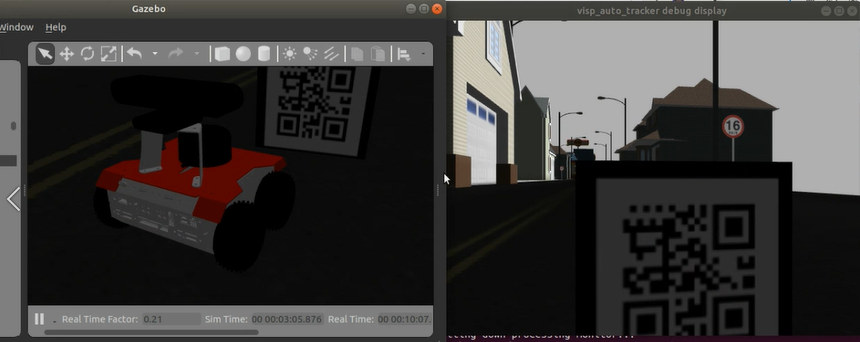 Gazebo
Window Help
Real Time Factor: 0.21 Sim Time: 00 00:03:05.876 Real Time: 00 00:10:07.
visp_auto_tracker debug display
16
down processing monitor...